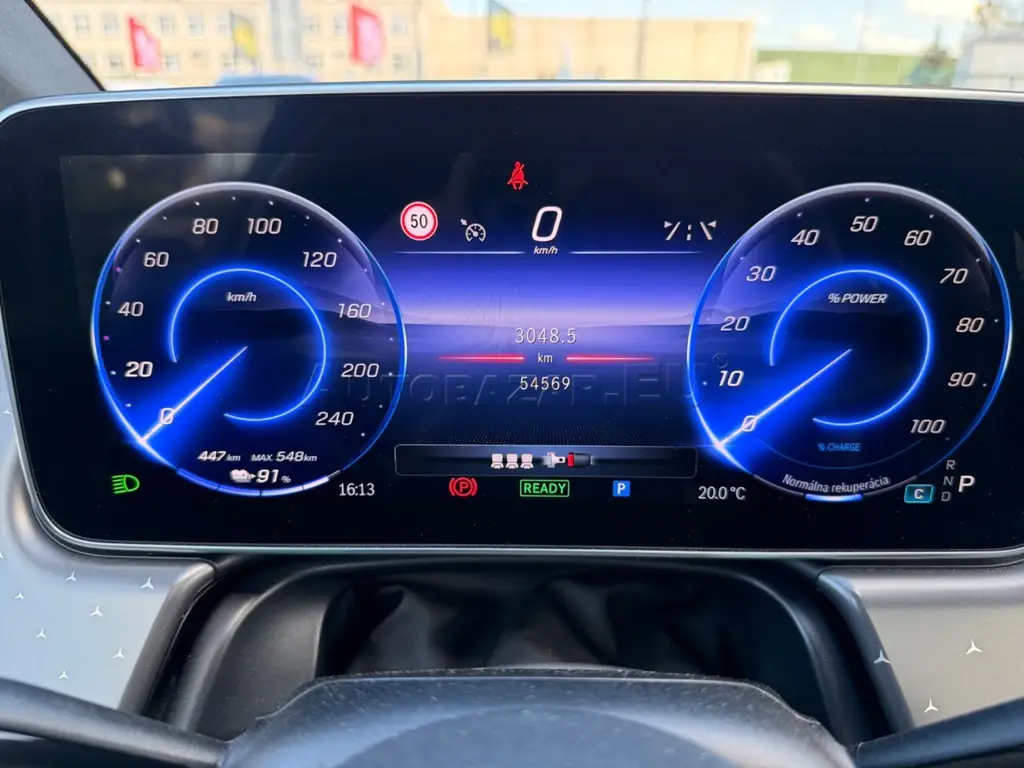 50
0
km/h
80 100
60 120
40 160
20 200
0 240
km/h
447 km MAX. 548 km
91 %
16:13
3048.5
km
54569
AUTOBAZAR.EU
READY
P
P
20.0 °C
50
40 60
30 70
20 80
10 90
0 100
% POWER
% CHARGE
Normálna rekuperácia
C
R
N
D
P